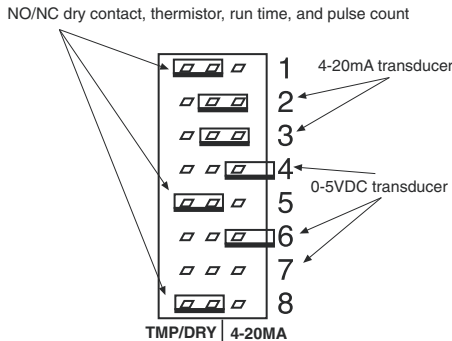 NO/NC dry contact, thermistor, run time, and pulse count
1
4-20mA transducer
2
3
4
0-5VDC transducer
5
6
7
8
TMP/DRY 4-20MA